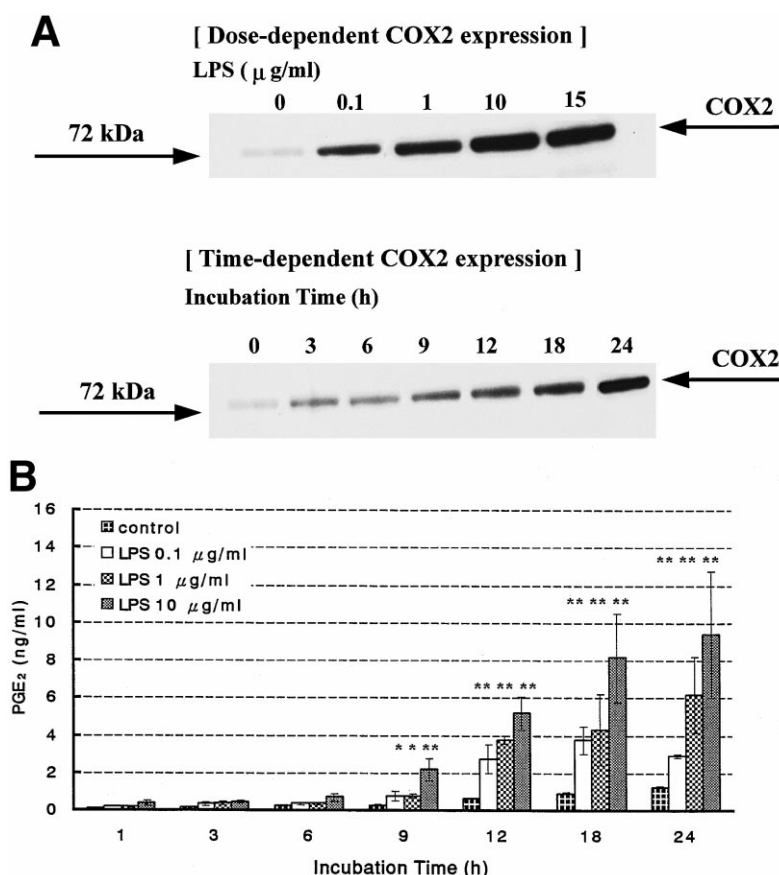 A
[ Dose-dependent COX2 expression ]
LPS ( μ g/ml)
0 0.1 1 10 15
COX2
72 kDa
[ Time-dependent COX2 expression ]
Incubation Time (h)
0 3 6 9 12 18 24
COX2
72 kDa
B
16
14
12
10
8
6
4
2
0
PGE2 (ng/ml)
control
LPS 0.1 μg/ml
LPS 1 μg/ml
LPS 10 μg/ml
* * **
** ** **
** ** **
** ** **
1 3 6 9 12 18 24
Incubation Time (h)